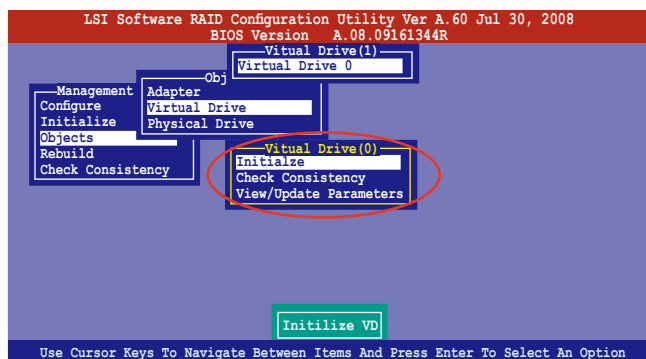 LSI Software RAID Configuration Utility Ver A.60 Jul 30, 2008
BIOS Version A.08.09161344R
Vitual Drive(1)
Virtual Drive 0
Obj
Adapter
Virtual Drive
Physical Drive
Management
Configure
Initialize
Objects
Rebuild
Check Consistency
Vitual Drive(0)
Initialze
Check Consistency
View/Update Parameters
Initilize VD
Use Cursor Keys To Navigate Between Items And Press Enter To Select An Option